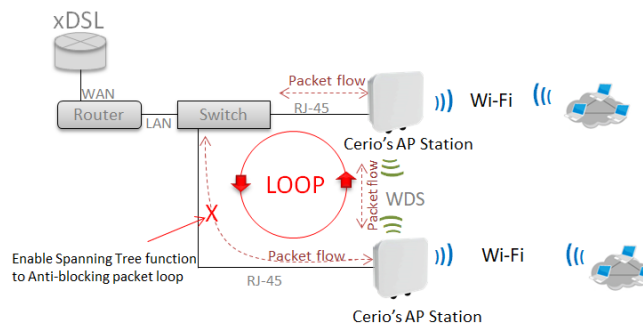 xDSL
WAN
Router
LAN
Switch
Packet flow
RJ-45
Wi-Fi
Cerio's AP Station
LOOP
Packet flow
WDS
Enable Spanning Tree function
to Anti-blocking packet loop
X
Packet flow
RJ-45
Wi-Fi
Cerio's AP Station